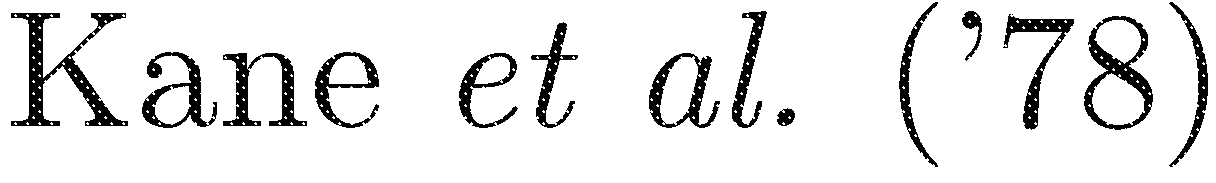 Kane et al. (’78)